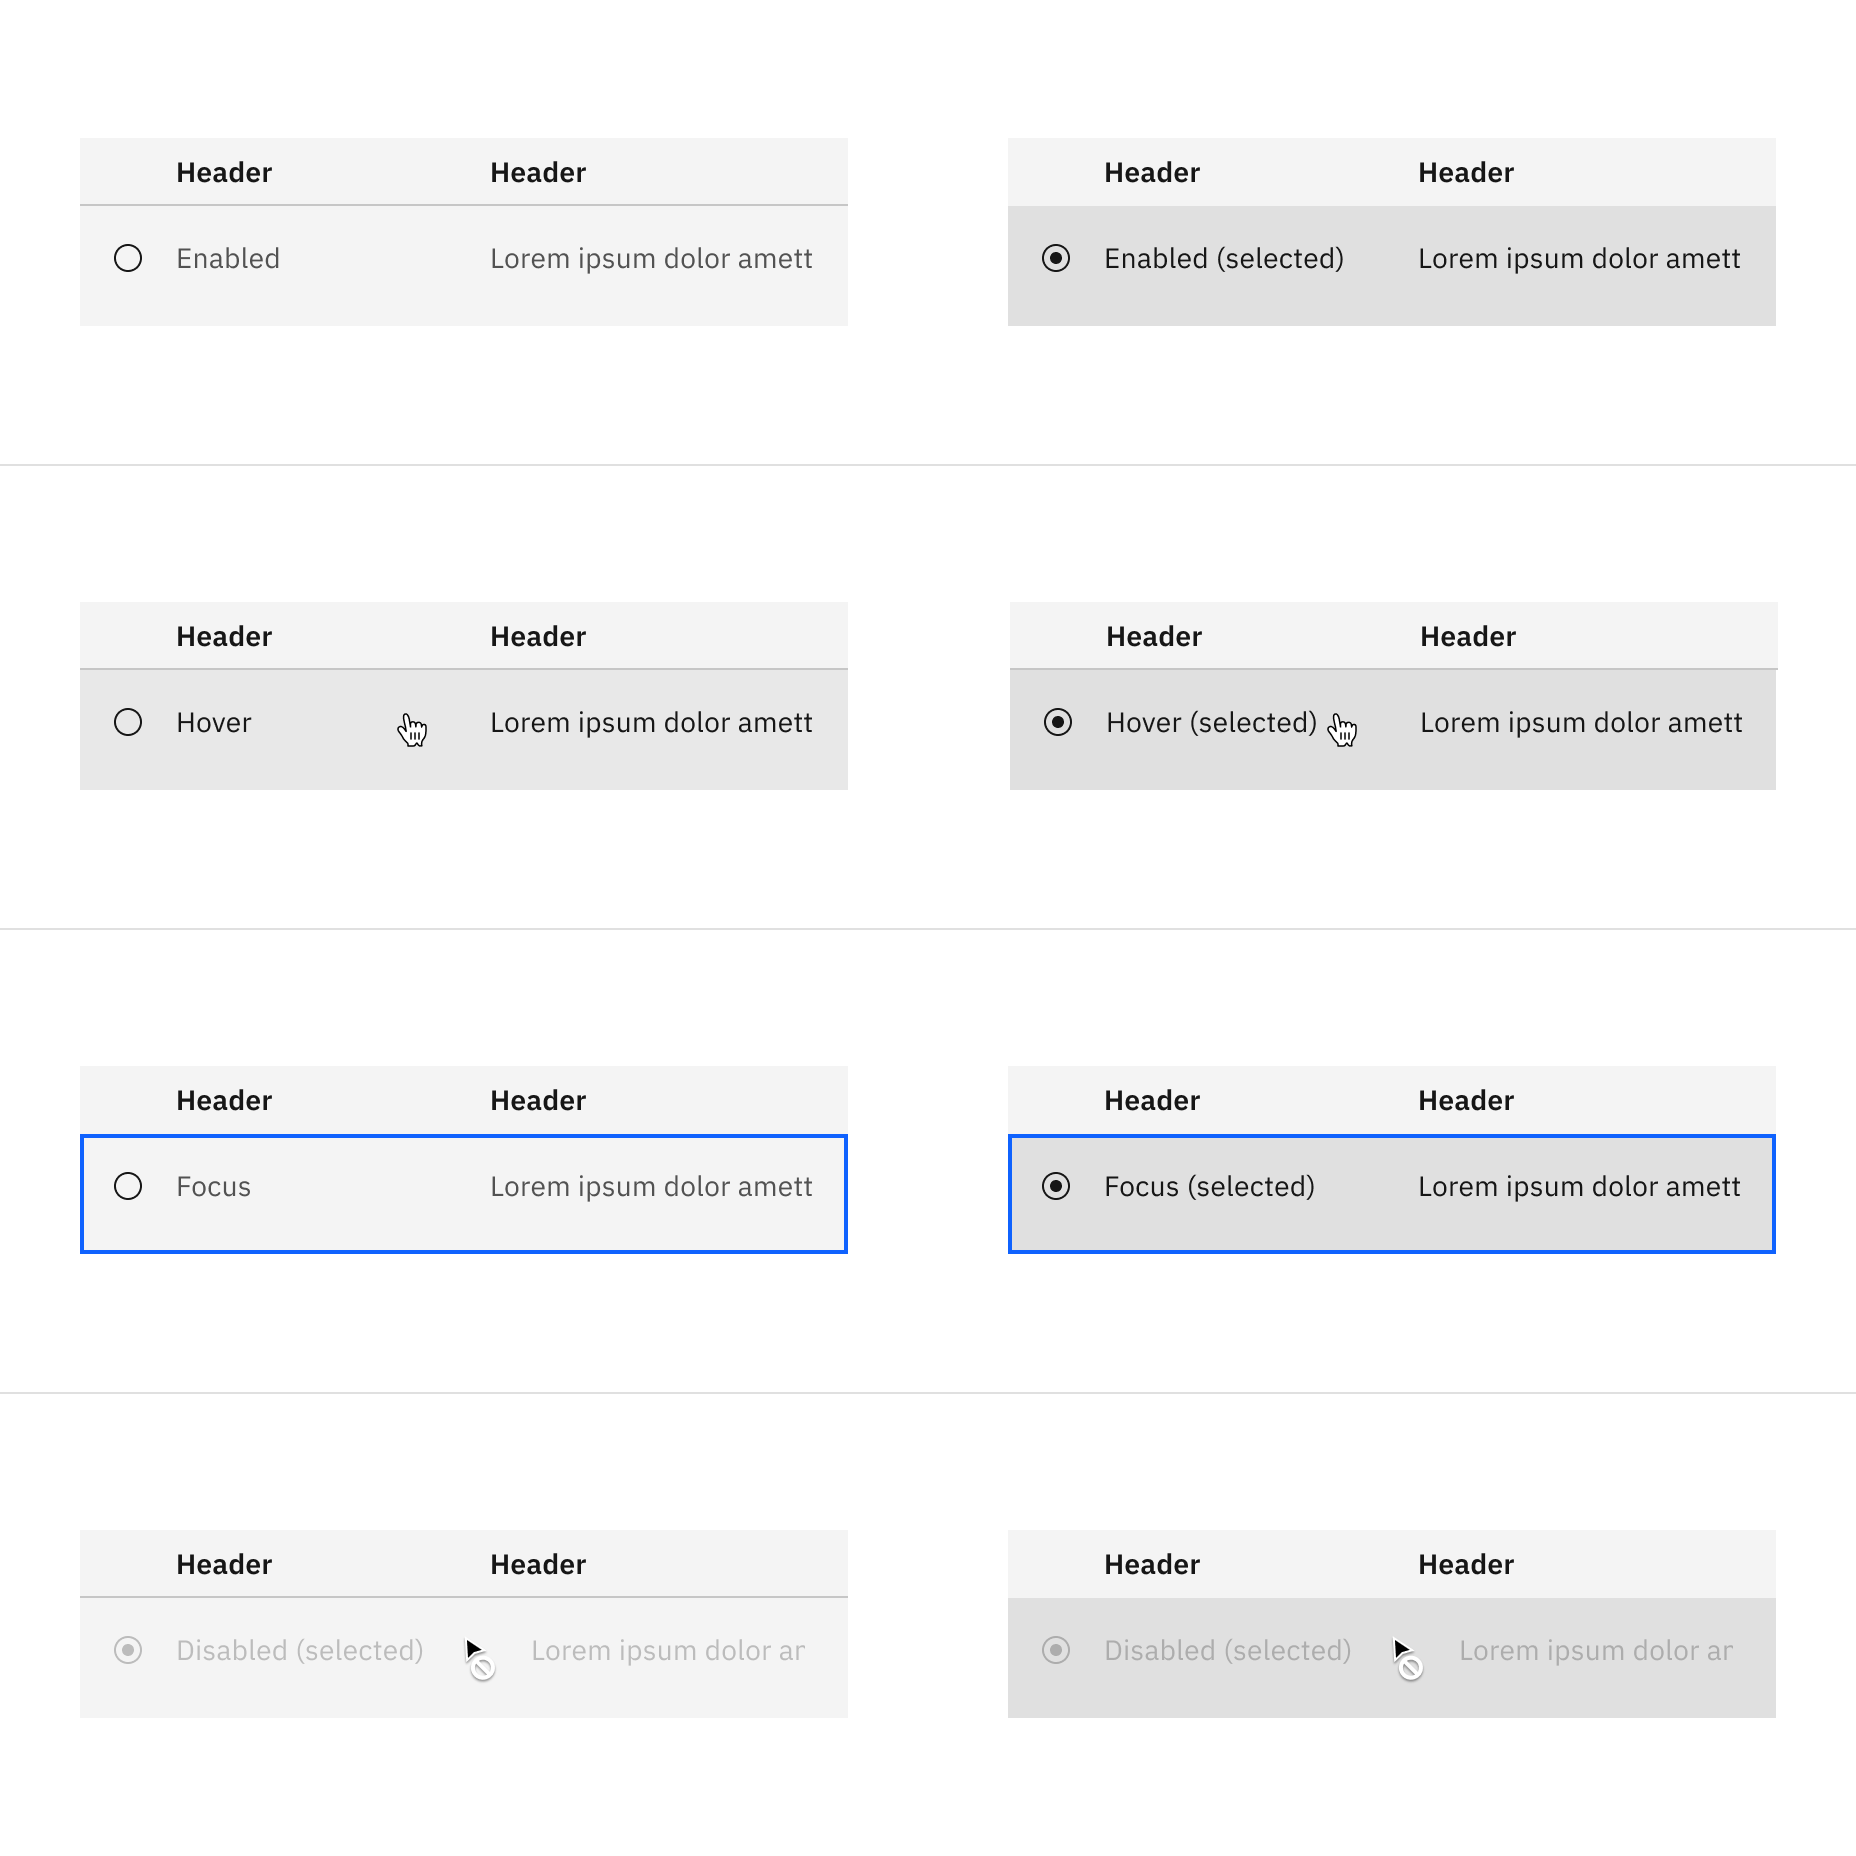 Header Header
Enabled Lorem ipsum dolor amett
Header Header
Enabled (selected) Lorem ipsum dolor amett
Header Header
Hover Lorem ipsum dolor amett
Header Header
Hover (selected) Lorem ipsum dolor amett
Header Header
Focus Lorem ipsum dolor amett
Header Header
Focus (selected) Lorem ipsum dolor amett
Header Header
Disabled (selected) Lorem ipsum dolor ar
Header Header
Disabled (selected) Lorem ipsum dolor ar